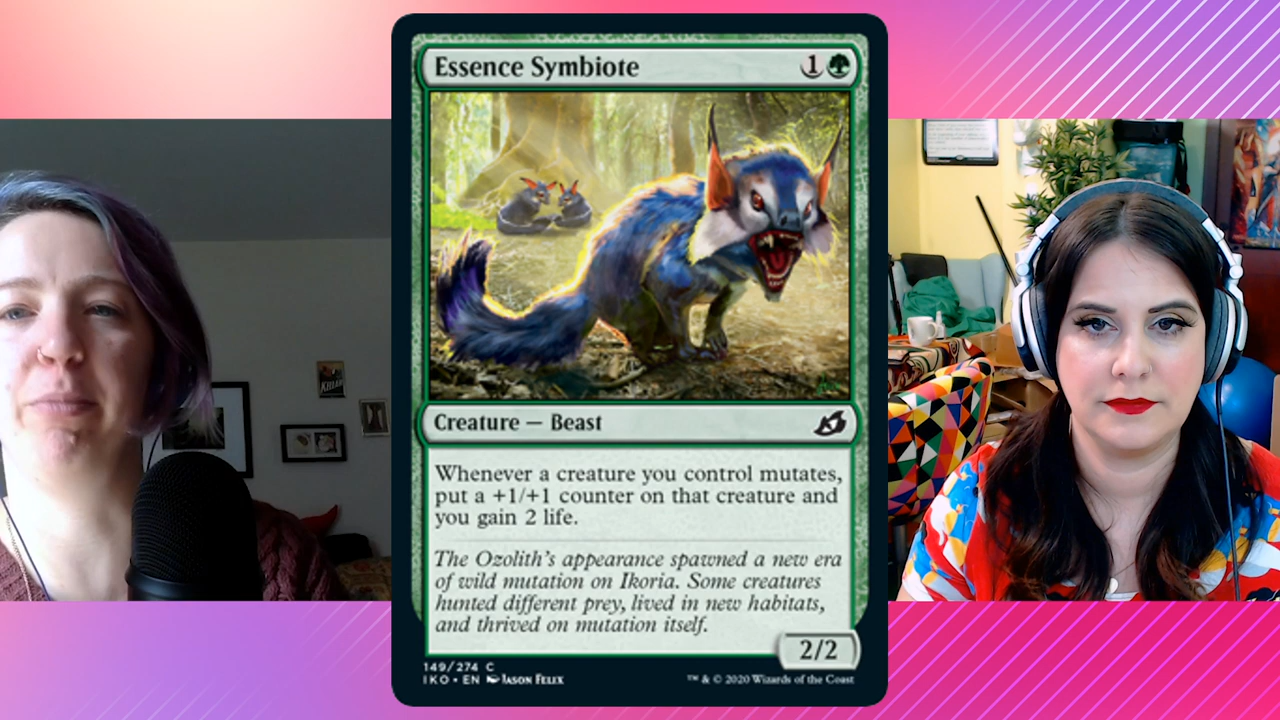 Essence Symbiote
1
Creature — Beast
Whenever a creature you control mutates,
put a +1/+1 counter on that creature and
you gain 2 life.
The Ozolith's appearance spawned a new era
of wild mutation on Ikoria. Some creatures
hunted different prey, lived in new habitats,
and thrived on mutation itself.
2/2
149/274 C
IKO • EN JASON FELIX
™ & © 2020 Wizards of the Coast